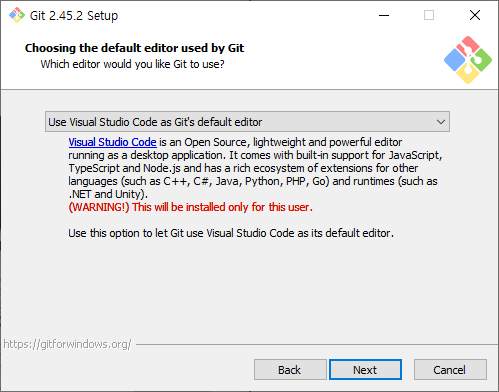 Git 2.45.2 Setup
Choosing the default editor used by Git
Which editor would you like Git to use?
Use Visual Studio Code as Git's default editor
Visual Studio Code is an Open Source, lightweight and powerful editor
running as a desktop application. It comes with built-in support for JavaScript,
TypeScript and Node.js and has a rich ecosystem of extensions for other
languages (such as C++, C#, Java, Python, PHP, Go) and runtimes (such as
.NET and Unity).
(WARNING!) This will be installed only for this user.
Use this option to let Git use Visual Studio Code as its default editor.
https://gitforwindows.org/
Back
Next
Cancel